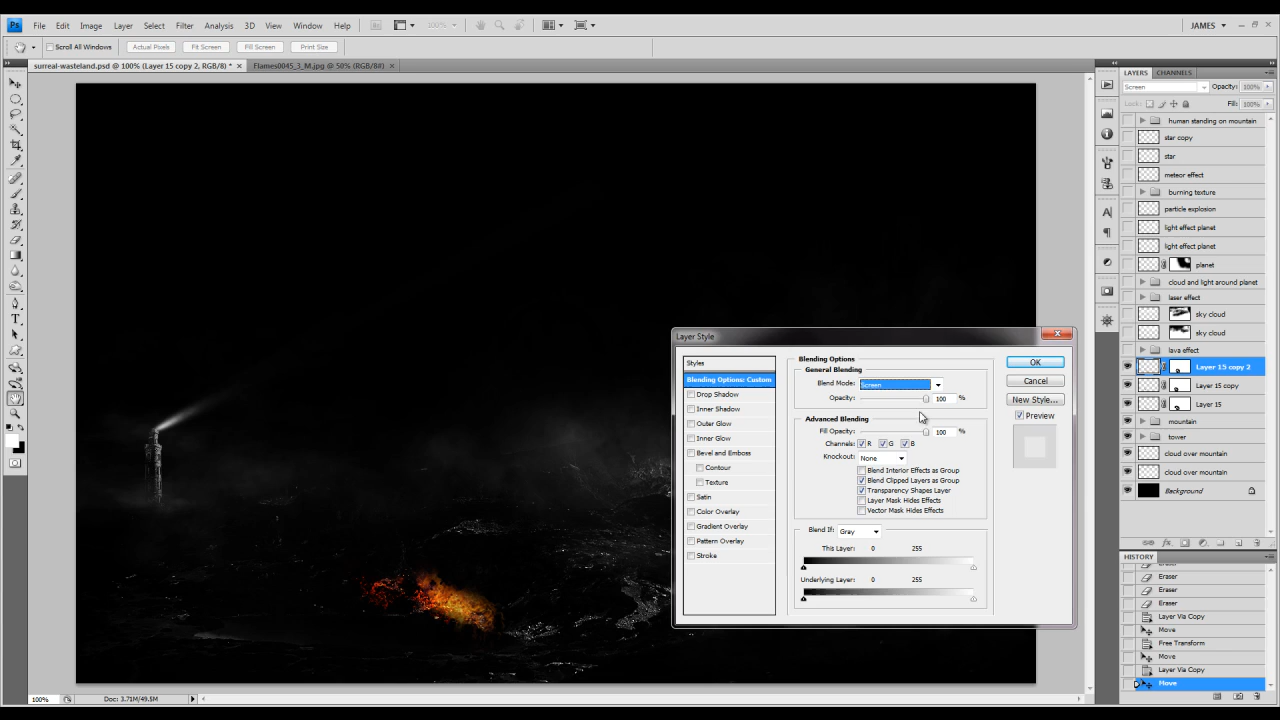 Ps File Edit Image Layer Select Filter Analysis 3D View Window Help Br 100% JAMES
Scroll All Windows Actual Pixels Fit Screen Fill Screen Print Size
surreal-wasteland.psd @ 100% (Layer 15 copy 2, RGB/8) * Flames0045_3_M.jpg @ 50% (RGB/8#)
LAYERS CHANNELS
Screen Opacity: 100%
Lock: Fill: 100%
human standing on mountain
star copy
star
meteor effect
burning texture
particle explosion
light effect planet
light effect planet
planet
cloud and light around planet
laser effect
sky cloud
sky cloud
lava effect
Layer 15 copy 2
Layer 15 copy
Layer 15
mountain
tower
cloud over mountain
cloud over mountain
Background
HISTORY
Eraser
Eraser
Eraser
Eraser
Layer Via Copy
Move
Free Transform
Move
Layer Via Copy
Move
Layer Style
Styles
Blending Options: Custom
Drop Shadow
Inner Shadow
Outer Glow
Inner Glow
Bevel and Emboss
Contour
Texture
Satin
Color Overlay
Gradient Overlay
Pattern Overlay
Stroke
Blending Options
General Blending
Blend Mode: Screen
Opacity: 100 %
Advanced Blending
Fill Opacity: 100 %
Channels: R G B
Knockout: None
Blend Interior Effects as Group
Blend Clipped Layers as Group
Transparency Shapes Layer
Layer Mask Hides Effects
Vector Mask Hides Effects
Blend If: Gray
This Layer: 0 255
Underlying Layer: 0 255
OK
Cancel
New Style...
Preview
100% Doc: 3.71M/49.5M